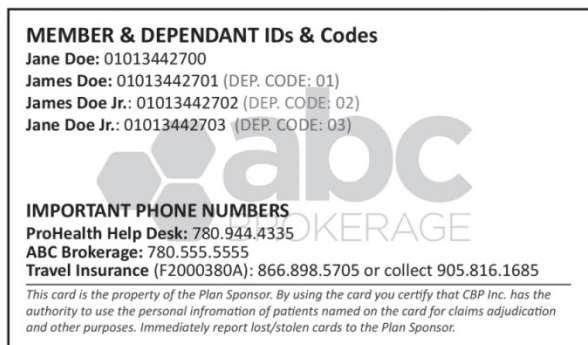 MEMBER & DEPENDANT IDs & Codes
Jane Doe: 01013442700
James Doe: 01013442701 (DEP. CODE: 01)
James Doe Jr.: 01013442702 (DEP. CODE: 02)
Jane Doe Jr.: 01013442703 (DEP. CODE: 03)
abc
BROKERAGE
IMPORTANT PHONE NUMBERS
ProHealth Help Desk: 780.944.4335
ABC Brokerage: 780.555.5555
Travel Insurance (F2000380A): 866.898.5705 or collect 905.816.1685
This card is the property of the Plan Sponsor. By using the card you certify that CBP Inc. has the
authority to use the personal infromation of patients named on the card for claims adjudication
and other purposes. Immediately report lost/stolen cards to the Plan Sponsor.